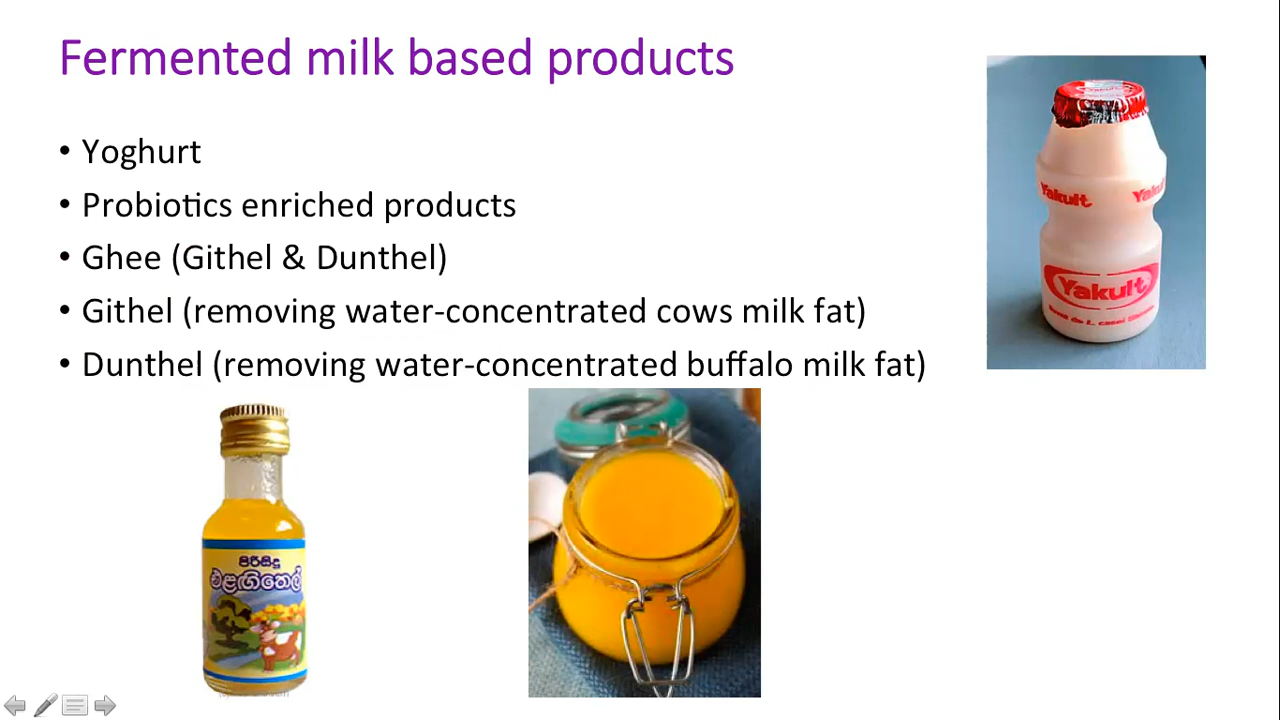 Fermented milk based products
• Yoghurt
• Probiotics enriched products
• Ghee (Githel & Dunthel)
• Githel (removing water-concentrated cows milk fat)
• Dunthel (removing water-concentrated buffalo milk fat)
Yakult
Yakult
Yakult
පිරිසිදු
එළඟිතෙල්